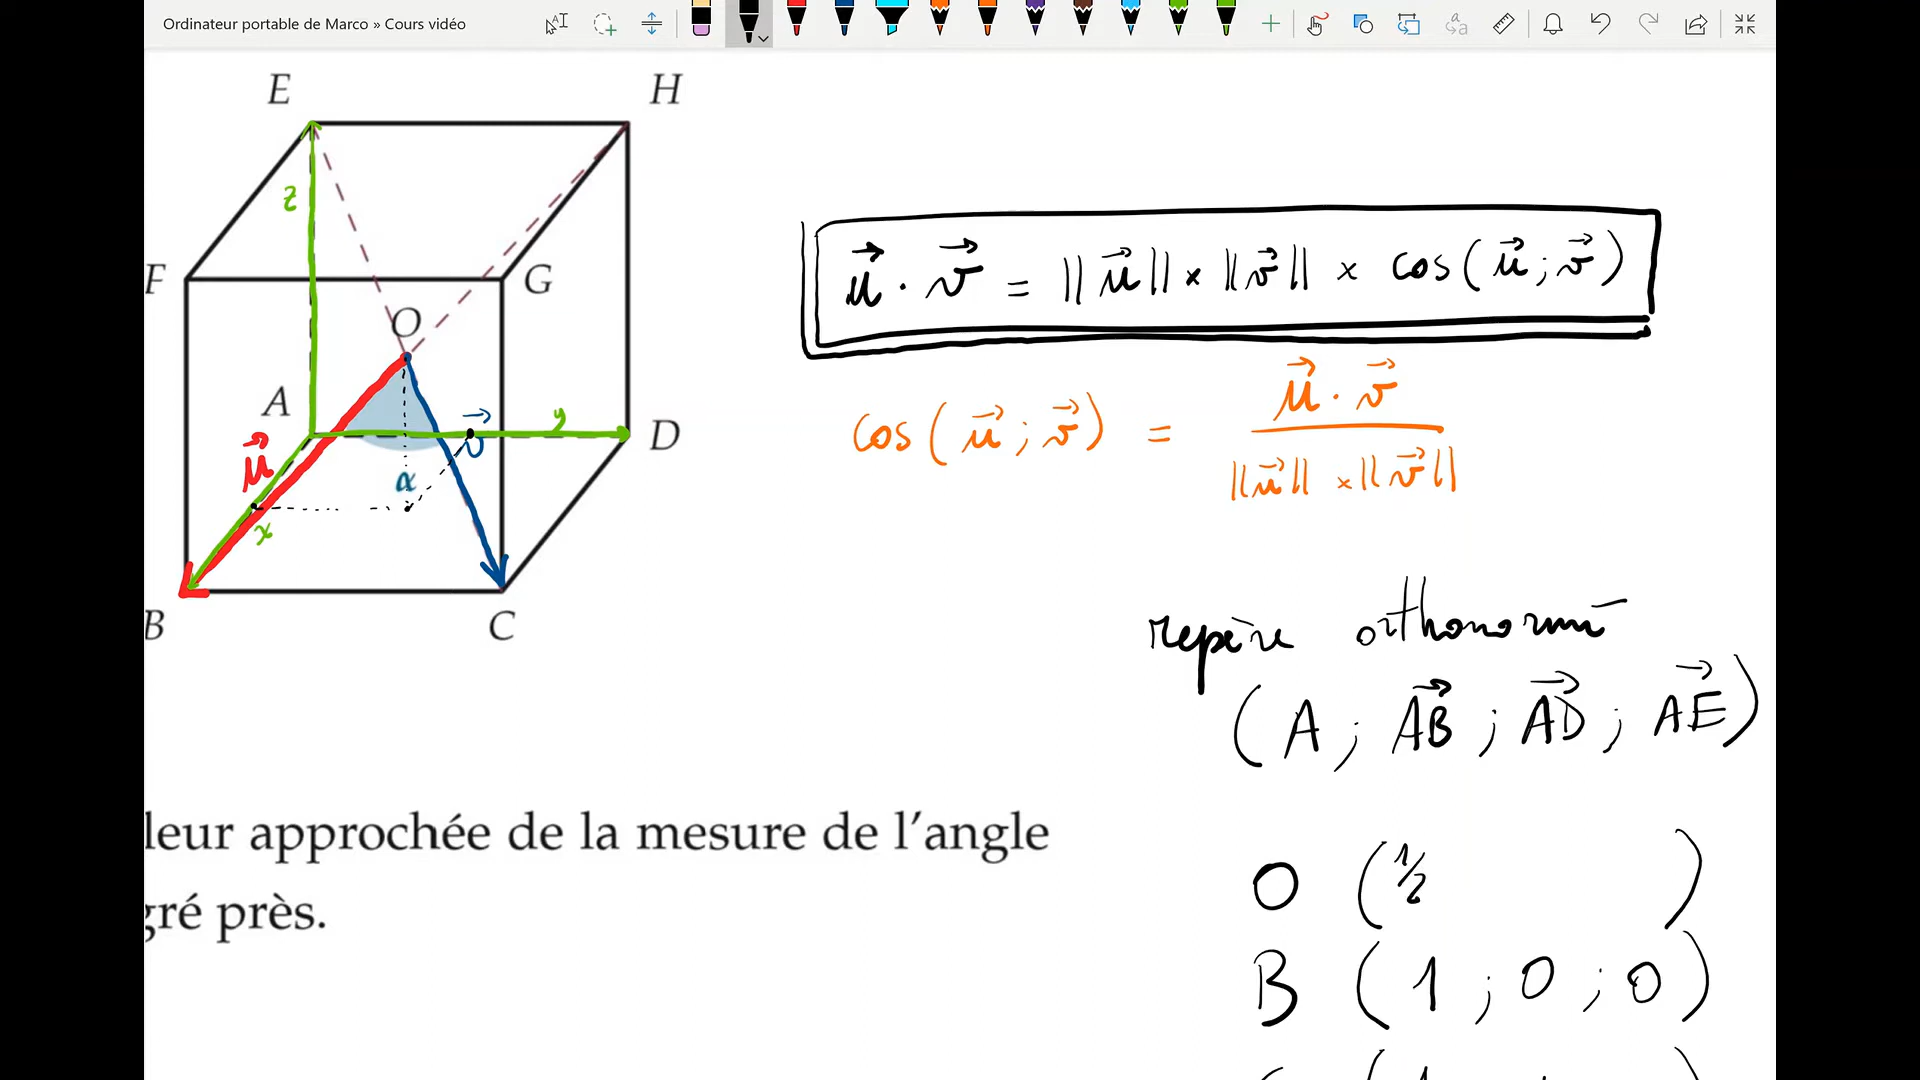 Ordinateur portable de Marco » Cours vidéo
E
H
z
F
G
O
A
y
D
u
v
α
x
B
C
u⃗ · v⃗ = ||u⃗|| × ||v⃗|| × cos(u⃗ ; v⃗)
cos(u⃗ ; v⃗) = u⃗ · v⃗ / ||u⃗|| × ||v⃗||
repère orthonormé
(A ; AB⃗ ; AD⃗ ; AE⃗)
leur approchée de la mesure de l'angle
gré près.
O (1/2 )
B (1 ; 0 ; 0)